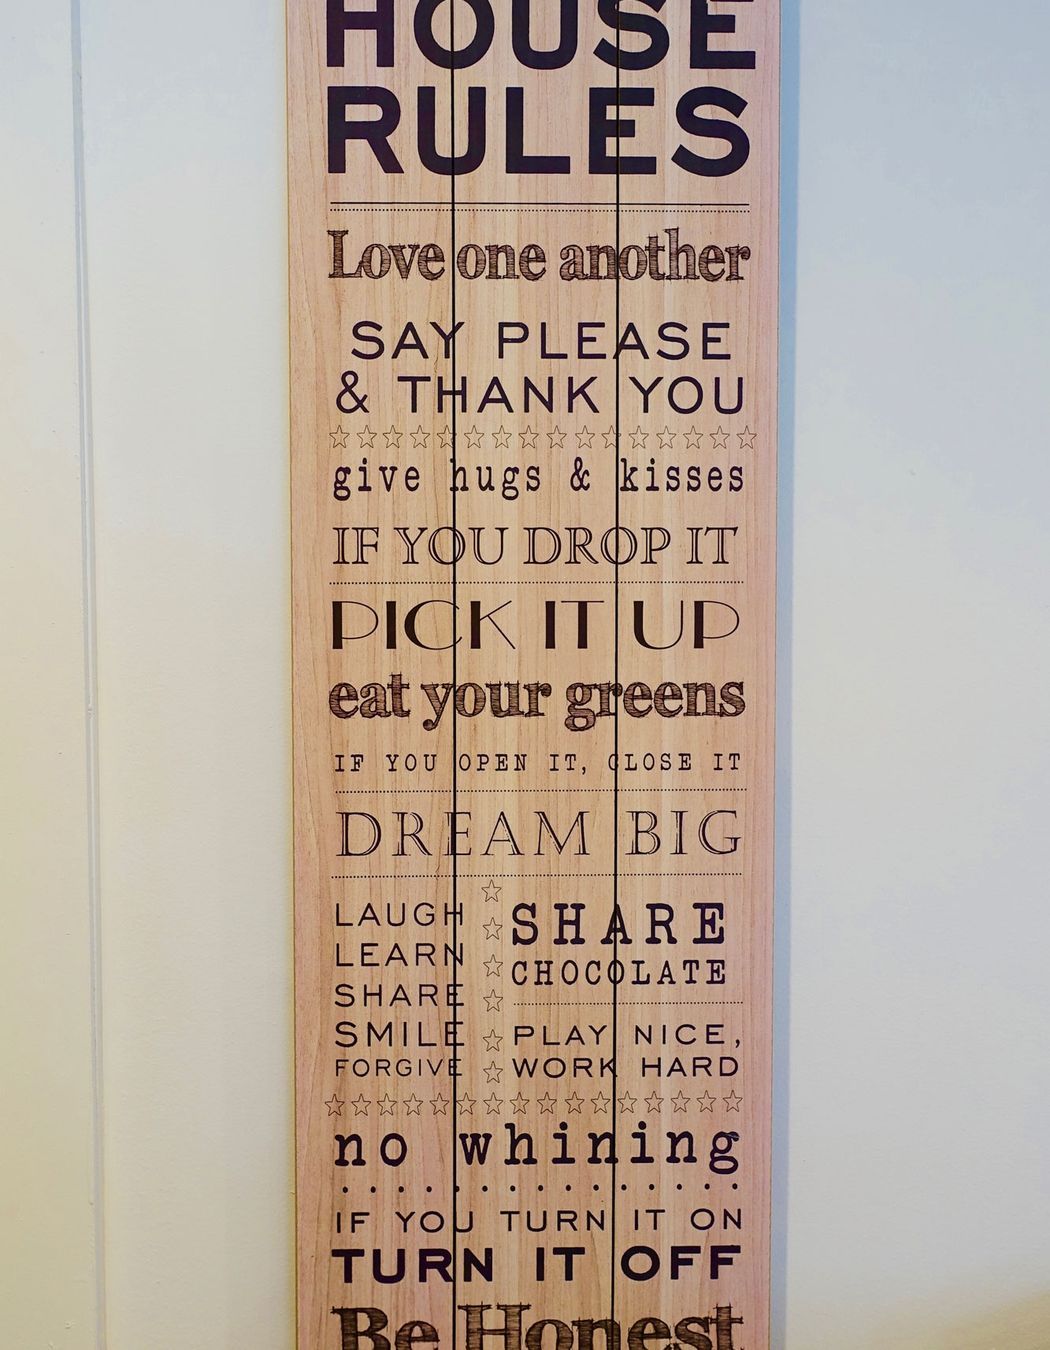 HOUSE
RULES
Love one another
SAY PLEASE
& THANK YOU
give hugs & kisses
IF YOU DROP IT
PICK IT UP
eat your greens
IF YOU OPEN IT, CLOSE IT
DREAM BIG
LAUGH
LEARN
SHARE
SMILE
FORGIVE
SHARE
CHOCOLATE
PLAY NICE,
WORK HARD
no whining
IF YOU TURN IT ON
TURN IT OFF
Be Honest